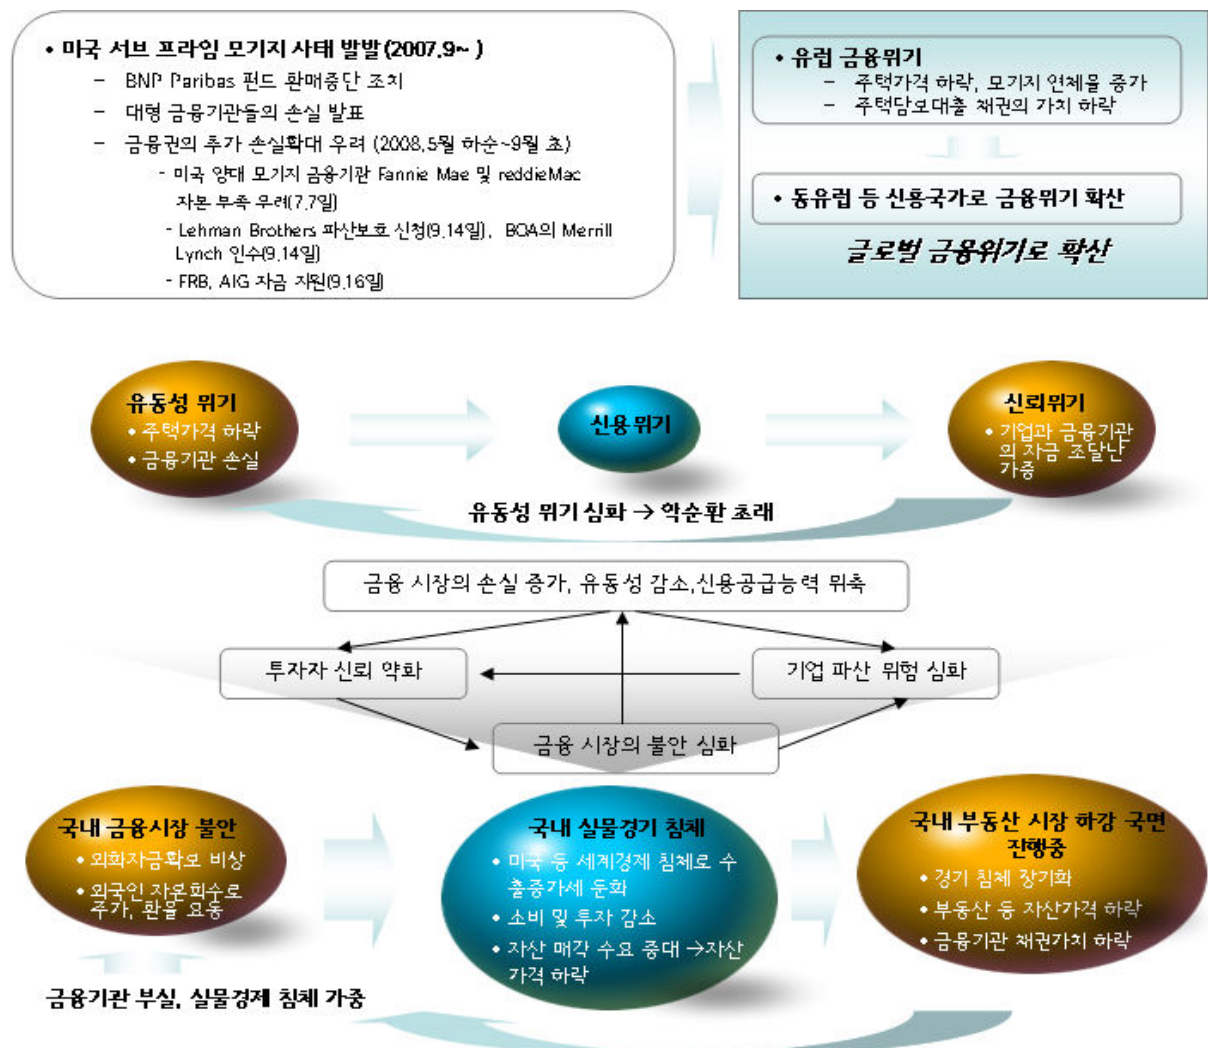 • 미국 서브 프라임 모기지 사태 발발(2007.9~ )
– BNP Paribas 펀드 환매중단 조치
– 대형 금융기관들의 손실 발표
– 금융권의 추가 손실확대 우려 (2008.5월 하순~9월 초)
- 미국 양대 모기지 금융기관 Fannie Mae 및 reddieMac
자본 부족 우려(7.7일)
- Lehman Brothers 파산보호 신청(9.14일), BOA의 Merrill
Lynch 인수(9.14일)
- FRB, AIG 자금 지원(9.16일)
• 유럽 금융위기
– 주택가격 하락, 모기지 연체율 증가
– 주택담보대출 채권의 가치 하락
• 동유럽 등 신흥국가로 금융위기 확산
글로벌 금융위기로 확산
유동성 위기
• 주택가격 하락
• 금융기관 손실
신용위기
신뢰위기
• 기업과 금융기관
의 자금 조달난
가중
유동성 위기 심화 → 악순환 초래
금융 시장의 손실 증가, 유동성 감소,신용공급능력 위축
투자자 신뢰 약화
기업 파산 위험 심화
금융 시장의 불안 심화
국내 금융시장 불안
• 외화자금확보 비상
• 외국인 자본회수로
주가, 환율 요동
국내 실물경기 침체
• 미국 등 세계경제 침체로 수
출증가세 둔화
• 소비 및 투자 감소
• 자산 매각 수요 증대 →자산
가격 하락
국내 부동산 시장 하강 국면
진행중
• 경기 침체 장기화
• 부동산 등 자산가격 하락
• 금융기관 채권가치 하락
금융기관 부실, 실물경제 침체 가중